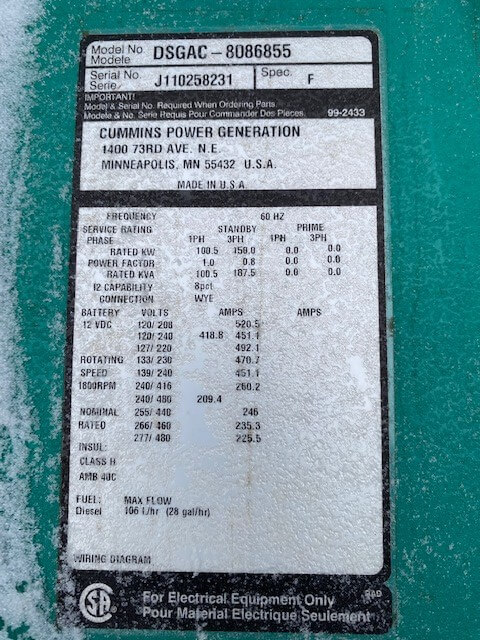 Model No. DSGAC - 8086855
Modele
Serial No. J110258231 Spec. F
Serie
IMPORTANT!
Model & Serial No. Required When Ordering Parts
Modele & No. Serie Requis Pour Commander Des Pieces. 99-2433
CUMMINS POWER GENERATION
1400 73RD AVE. N.E.
MINNEAPOLIS, MN 55432 U.S.A.
MADE IN U.S.A.
FREQUENCY 60 HZ
SERVICE RATING STANDBY PRIME
PHASE 1PH 3PH 1PH 3PH
RATED KW 100.5 150.0 0.0 0.0
POWER FACTOR 1.0 0.8 0.0 0.0
RATED KVA 100.5 187.5 0.0 0.0
I2 CAPABILITY 8pct
CONNECTION WYE
BATTERY VOLTS AMPS AMPS
12 VDC 120/208 520.5
120/240 418.8 451.1
127/220 492.1
ROTATING 133/230 470.7
SPEED 139/240 451.1
1800RPM 240/416 260.2
240/480 209.4
NOMINAL 255/440 246
RATED 266/460 235.3
277/480 225.5
INSUL:
CLASS H
AMB 40C
FUEL: MAX FLOW
Diesel 106 L/hr (28 gal/hr)
WIRING DIAGRAM
SA For Electrical Equipment Only
Pour Material Electrique Seulement